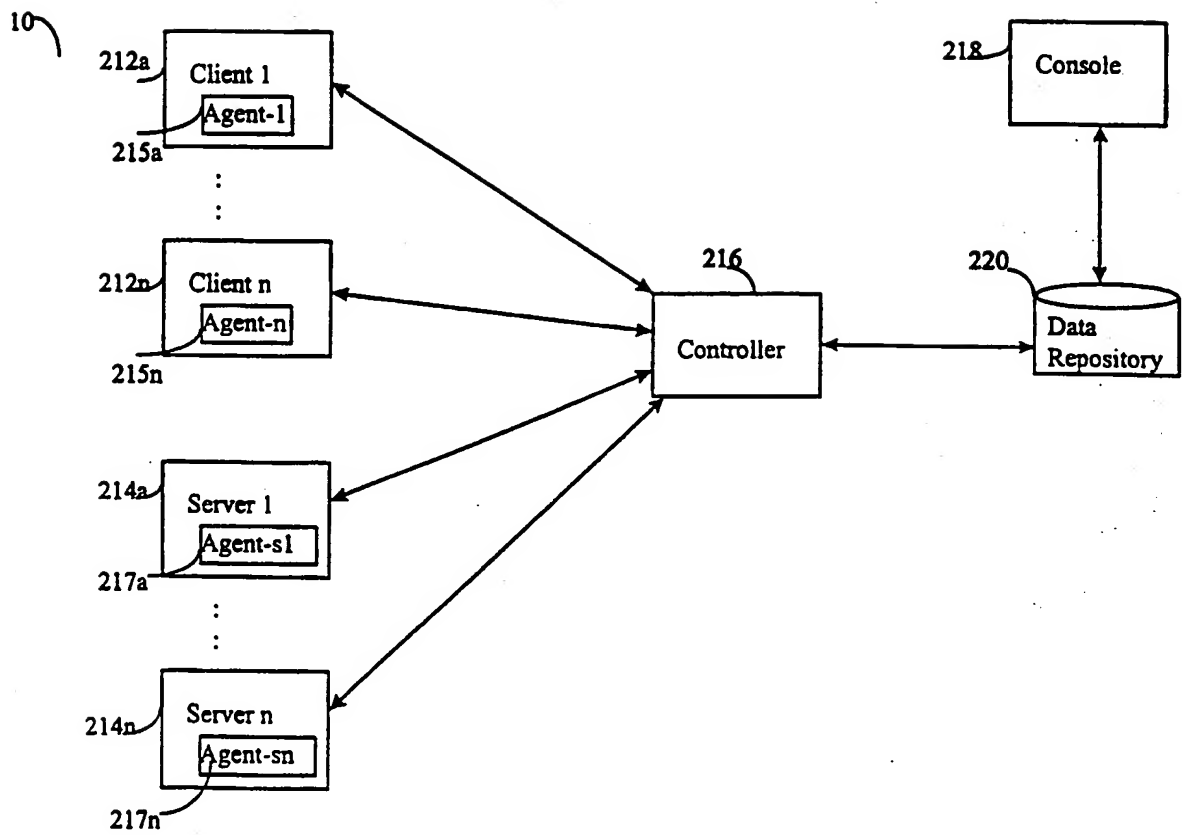 10
212a
Client 1
Agent-1
215a
218
Console
212n
Client n
Agent-n
215n
216
Controller
220
Data
Repository
214a
Server 1
Agent-s1
217a
214n
Server n
Agent-sn
217n